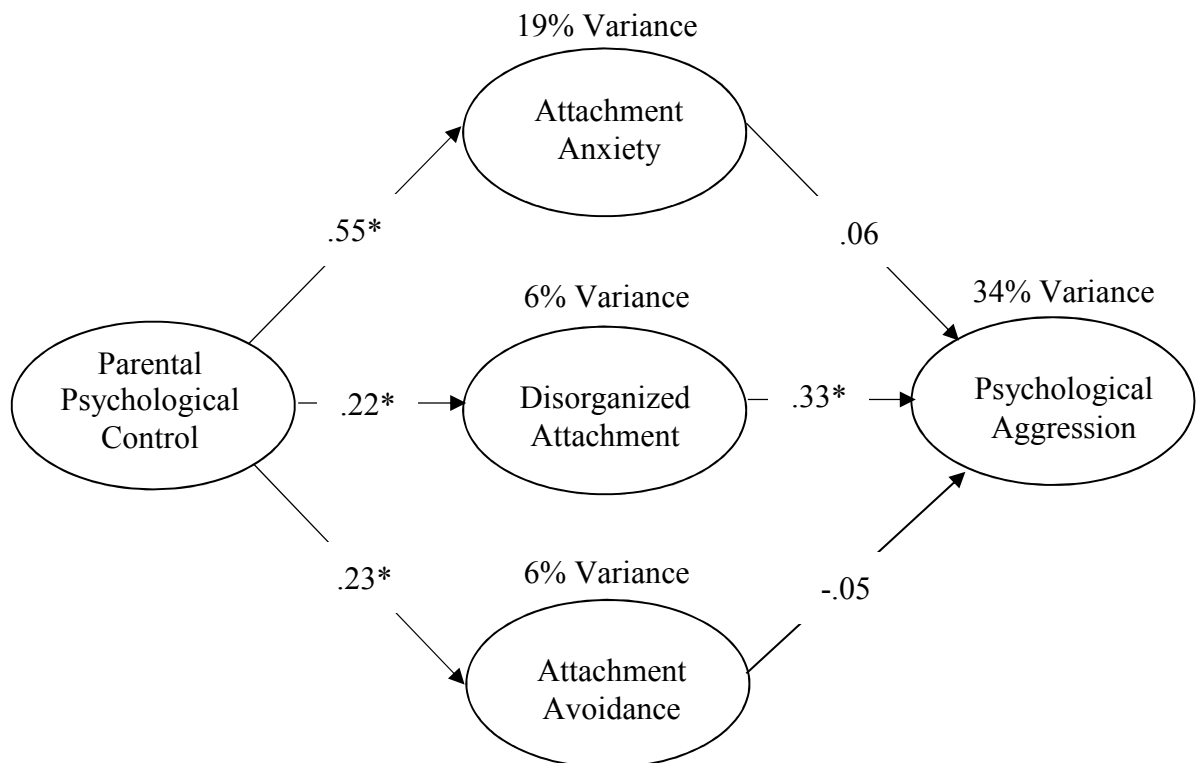 19% Variance
Attachment
Anxiety
.55*
.06
6% Variance
34% Variance
Parental
Psychological
Control
.22*
Disorganized
Attachment
.33*
Psychological
Aggression
.23*
6% Variance
-.05
Attachment
Avoidance